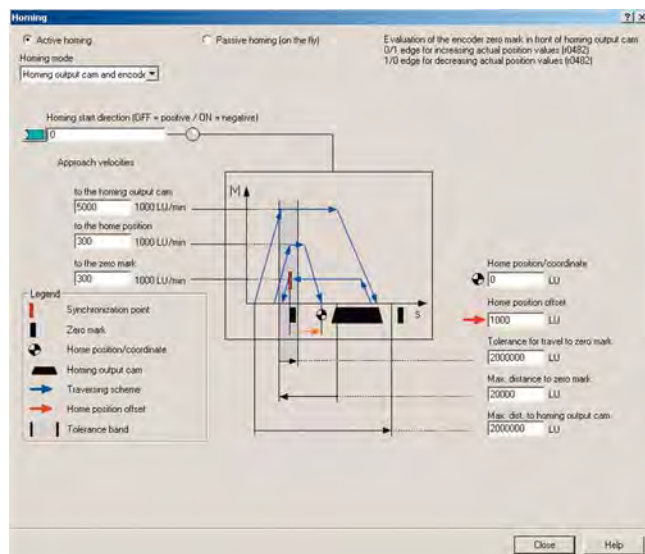 Homing
Active homing
Passive homing (on the fly)
Evaluation of the encoder zero mark in front of homing output cam
0/1 edge for increasing actual position values (r0482)
1/0 edge for decreasing actual position values (r0482)
Homing mode
Homing output cam and encode
Homing start direction (OFF = positive / ON = negative)
0
Approach velocities
to the homing output cam
5000 1000 LU/min
to the home position
300 1000 LU/min
to the zero mark
300 1000 LU/min
|V|
s
Legend
Synchronization point
Zero mark
Home position/coordinate
Homing output cam
Traversing scheme
Home position offset
Tolerance band
Home position/coordinate
0 LU
Home position offset
1000 LU
Tolerance for travel to zero mark
2000000 LU
Max. distance to zero mark
20000 LU
Max. dist. to homing output cam
2000000 LU
Close
Help